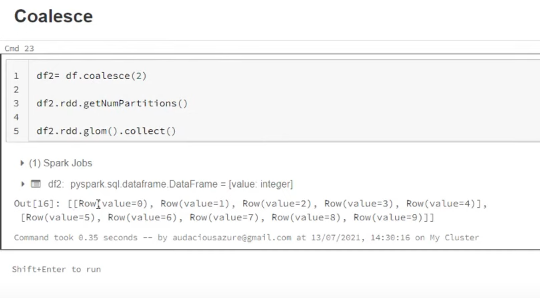 Coalesce
Cmd 23
1 df2= df.coalesce(2)
2
3 df2.rdd.getNumPartitions()
4
5 df2.rdd.glom().collect()
(1) Spark Jobs
df2: pyspark.sql.dataframe.DataFrame = [value: integer]
Out[16]: [[Row(value=0), Row(value=1), Row(value=2), Row(value=3), Row(value=4)],
[Row(value=5), Row(value=6), Row(value=7), Row(value=8), Row(value=9)]]
Command took 0.35 seconds -- by audaciousazure@gmail.com at 13/07/2021, 14:30:16 on My Cluster
Shift+Enter to run